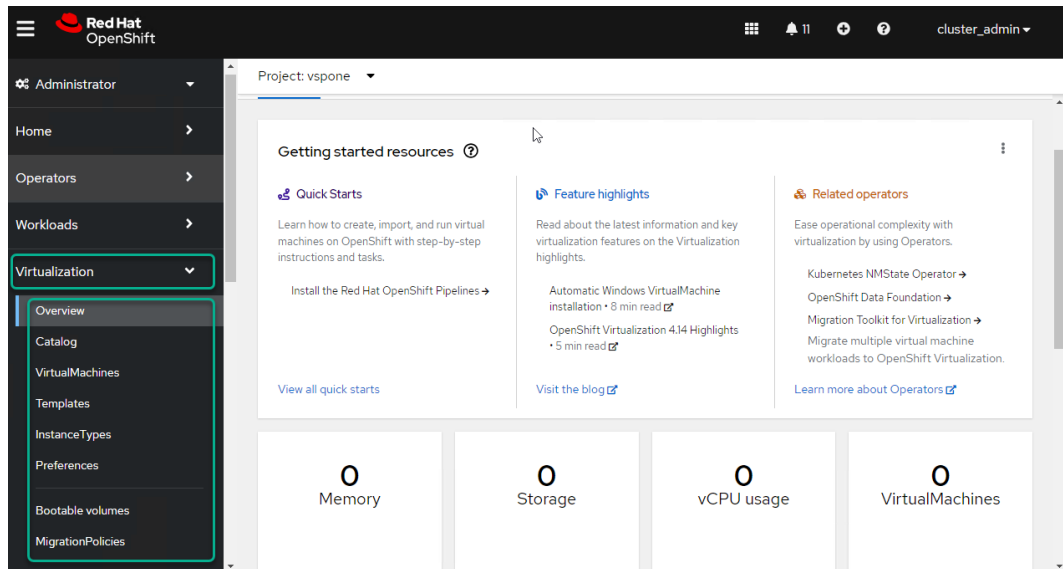 Red Hat
OpenShift
11
cluster_admin
Administrator
Home
Operators
Workloads
Virtualization
Overview
Catalog
VirtualMachines
Templates
InstanceTypes
Preferences
Bootable volumes
MigrationPolicies
Project: vspone
Getting started resources
Quick Starts
Learn how to create, import, and run virtual
machines on OpenShift with step-by-step
instructions and tasks.
Install the Red Hat OpenShift Pipelines →
View all quick starts
Feature highlights
Read about the latest information and key
virtualization features on the Virtualization
highlights.
Automatic Windows VirtualMachine
installation • 8 min read
OpenShift Virtualization 4.14 Highlights
• 5 min read
Visit the blog
Related operators
Ease operational complexity with
virtualization by using Operators.
Kubernetes NMState Operator →
OpenShift Data Foundation →
Migration Toolkit for Virtualization →
Migrate multiple virtual machine
workloads to OpenShift Virtualization.
Learn more about Operators
0
Memory
0
Storage
0
vCPU usage
0
VirtualMachines